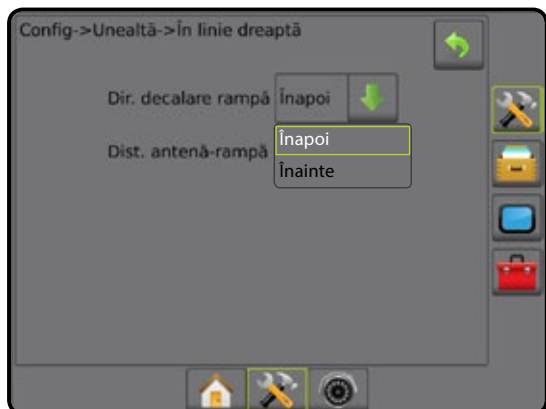 Config->Unealtă->În linie dreaptă
Dir. decalare rampă Înapoi
Dist. antenă-rampă
Înapoi
Înainte